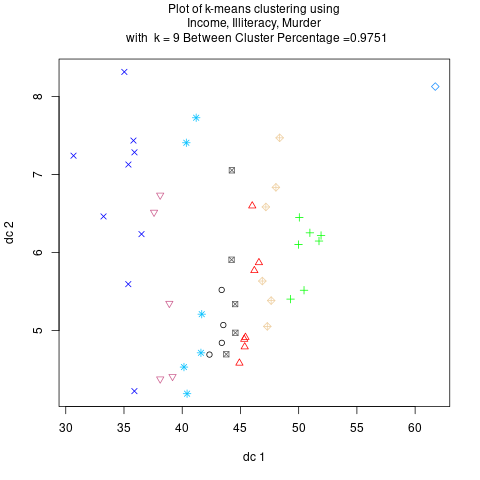 Plot of k-means clustering using
Income, Illiteracy, Murder
with  k = 9 Between Cluster Percentage =0.9751
dc 2
8
7
6
5
30 35 40 45 50 55 60
dc 1